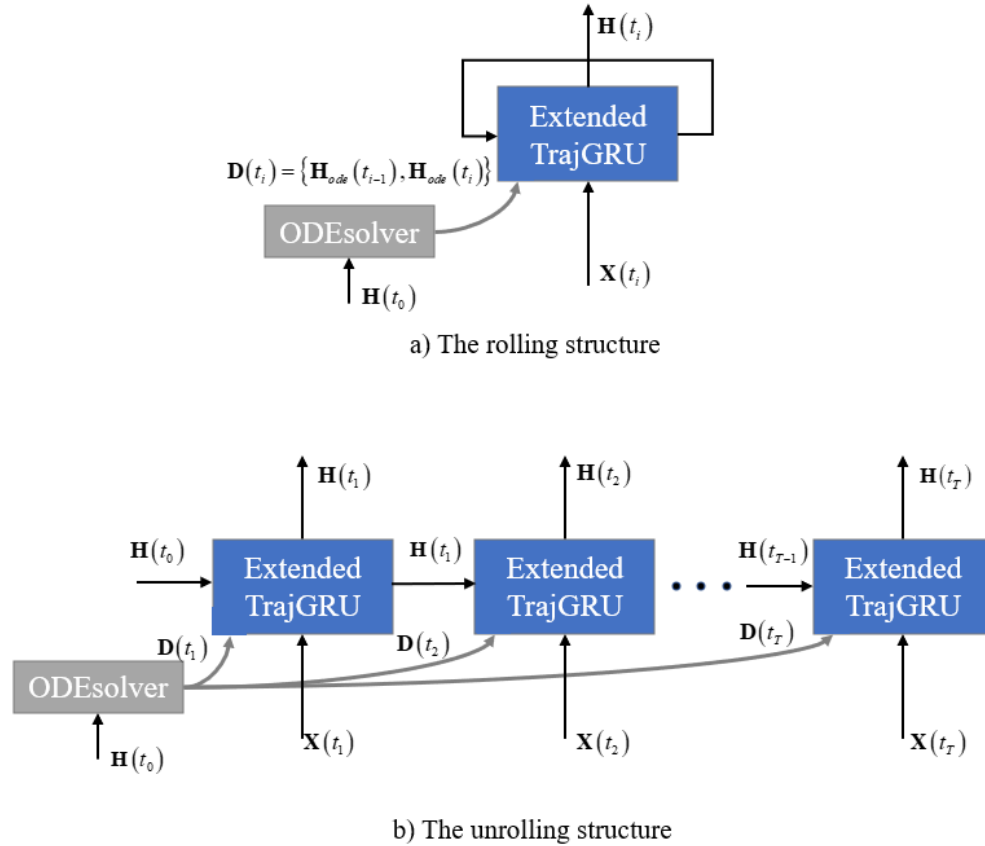 H(t_i)
Extended
TrajGRU
D(t_i) = {H_ode(t_{i-1}), H_ode(t_i)}
ODEsolver
X(t_i)
H(t_0)
a) The rolling structure
H(t_1)
H(t_2)
H(t_T)
H(t_0)
H(t_1)
H(t_{T-1})
Extended
TrajGRU
Extended
TrajGRU
Extended
TrajGRU
D(t_1)
D(t_2)
D(t_T)
ODEsolver
H(t_0)
X(t_1)
X(t_2)
X(t_T)
b) The unrolling structure